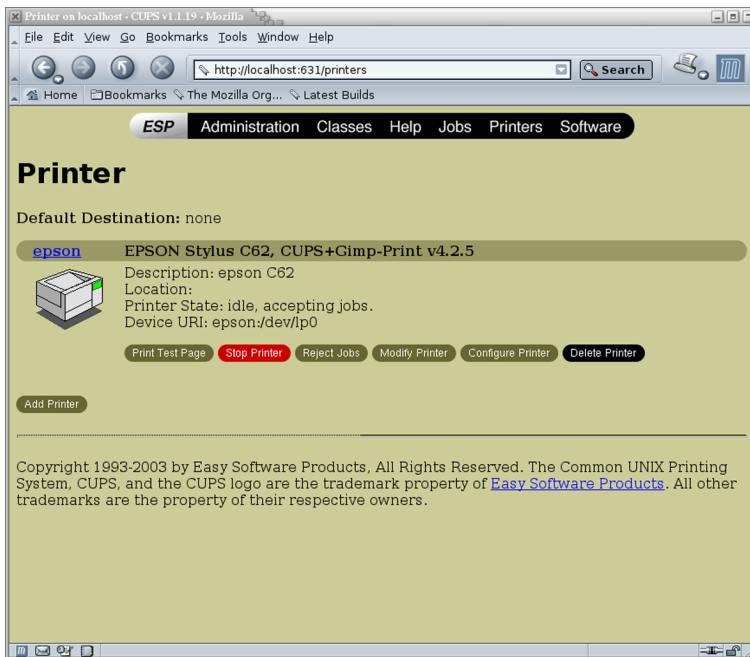 Printer on localhost - CUPS v1.1.19 - Mozilla
File Edit View Go Bookmarks Tools Window Help
http://localhost:631/printers Search
Home Bookmarks The Mozilla Org... Latest Builds
ESP Administration Classes Help Jobs Printers Software
Printer
Default Destination: none
epson EPSON Stylus C62, CUPS+Gimp-Print v4.2.5
Description: epson C62
Location:
Printer State: idle, accepting jobs.
Device URI: epson:/dev/lp0
Print Test Page Stop Printer Reject Jobs Modify Printer Configure Printer Delete Printer
Add Printer
Copyright 1993-2003 by Easy Software Products, All Rights Reserved. The Common UNIX Printing
System, CUPS, and the CUPS logo are the trademark property of Easy Software Products. All other
trademarks are the property of their respective owners.